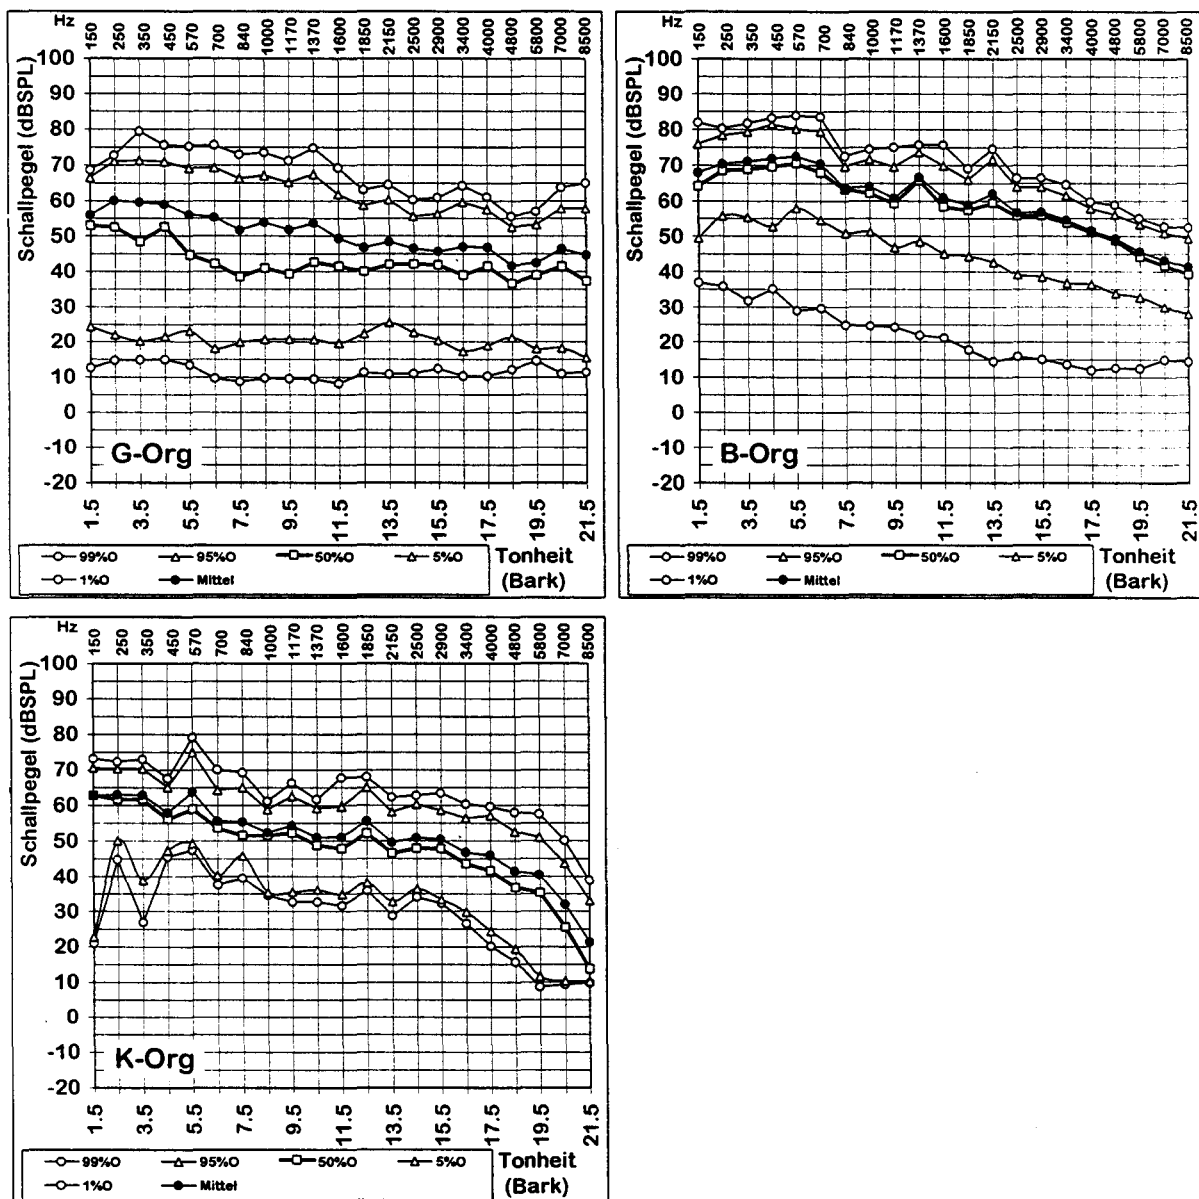 Hz
150 250 350 450 570 700 840 1000 1170 1370 1600 1850 2150 2500 2900 3400 4000 4800 5800 7000 8500
Schallpegel (dBSPL)
100
90
80
70
60
50
40
30
20
10
0
-10
-20
G-Org
1.5 3.5 5.5 7.5 9.5 11.5 13.5 15.5 17.5 19.5 21.5
99%O 95%O 50%O 5%O
1%O Mittel
Tonheit
(Bark)
Hz
150 250 350 450 570 700 840 1000 1170 1370 1600 1850 2150 2500 2900 3400 4000 4800 5800 7000 8500
Schallpegel (dBSPL)
100
90
80
70
60
50
40
30
20
10
0
-10
-20
B-Org
1.5 3.5 5.5 7.5 9.5 11.5 13.5 15.5 17.5 19.5 21.5
99%O 95%O 50%O 5%O
1%O Mittel
Tonheit
(Bark)
Hz
150 250 350 450 570 700 840 1000 1170 1370 1600 1850 2150 2500 2900 3400 4000 4800 5800 7000 8500
Schallpegel (dBSPL)
100
90
80
70
60
50
40
30
20
10
0
-10
-20
K-Org
1.5 3.5 5.5 7.5 9.5 11.5 13.5 15.5 17.5 19.5 21.5
99%O 95%O 50%O 5%O
1%O Mittel
Tonheit
(Bark)